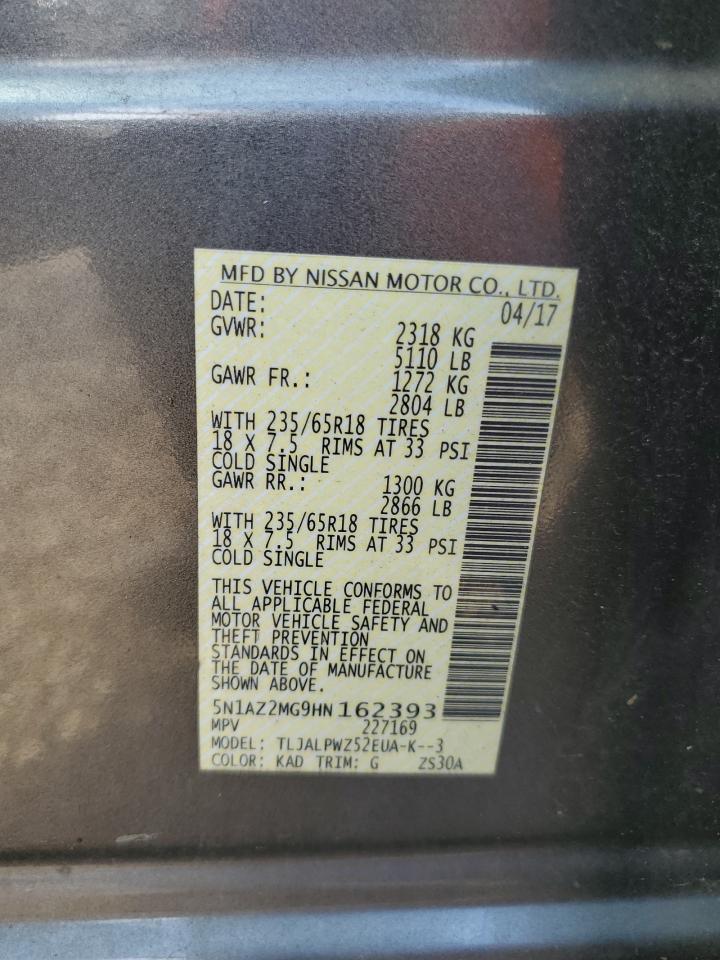 MFD BY NISSAN MOTOR CO., LTD.
DATE: 04/17
GVWR: 2318 KG
5110 LB
GAWR FR.: 1272 KG
2804 LB
WITH 235/65R18 TIRES
18 X 7.5 RIMS AT 33 PSI
COLD SINGLE
GAWR RR.: 1300 KG
2866 LB
WITH 235/65R18 TIRES
18 X 7.5 RIMS AT 33 PSI
COLD SINGLE
THIS VEHICLE CONFORMS TO
ALL APPLICABLE FEDERAL
MOTOR VEHICLE SAFETY AND
THEFT PREVENTION
STANDARDS IN EFFECT ON
THE DATE OF MANUFACTURE
SHOWN ABOVE.
5N1AZ2MG9HN 162393
MPV 227169
MODEL: TLJALPWZ52EUA-K--3
COLOR: KAD TRIM: G ZS30A